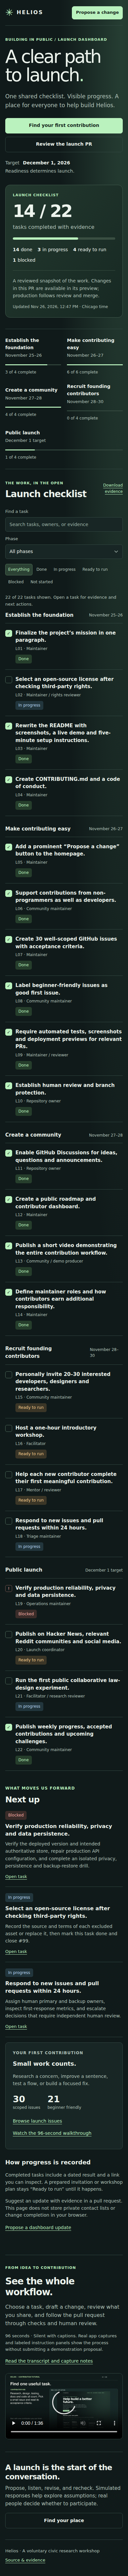 HELIOS
Propose a change
BUILDING IN PUBLIC / LAUNCH DASHBOARD
A clear path
to launch.
One shared checklist. Visible progress. A
place for everyone to help build Helios.
Find your first contribution
Review the launch PR
Target December 1, 2026
Readiness determines launch.
LAUNCH CHECKLIST
14 / 22
tasks completed with evidence
14 done 3 in progress 4 ready to run
1 blocked
A reviewed snapshot of the work. Changes
in this PR are available in its preview;
production follows review and merge.
Updated Nov 26, 2026, 12:47 PM · Chicago time
Establish the
foundation
November 25–26
3 of 4 complete
Make contributing
easy
November 26–27
6 of 6 complete
Create a community
November 27–28
4 of 4 complete
Recruit founding
contributors
November 28–30
0 of 4 complete
Public launch
December 1 target
1 of 4 complete
THE WORK, IN THE OPEN
Launch checklist
Download
evidence
Find a task
Search tasks, owners, or evidence
Phase
All phases
Everything
Done
In progress
Ready to run
Blocked
Not started
22 of 22 tasks shown. Open a task for evidence and
next actions.
Establish the foundation
November 25–26
Finalize the project's mission in one
paragraph.
L01 · Maintainer
Done
Select an open-source license after
checking third-party rights.
L02 · Maintainer / rights reviewer
In progress
Rewrite the README with
screenshots, a live demo and five-
minute setup instructions.
L03 · Maintainer
Done
Create CONTRIBUTING.md and a code
of conduct.
L04 · Maintainer
Done
Make contributing easy
November 26–27
Add a prominent "Propose a change"
button to the homepage.
L05 · Maintainer
Done
Support contributions from non-
programmers as well as developers.
L06 · Community maintainer
Done
Create 30 well-scoped GitHub issues
with acceptance criteria.
L07 · Maintainer
Done
Label beginner-friendly issues as
good first issue.
L08 · Community maintainer
Done
Require automated tests, screenshots
and deployment previews for relevant
PRs.
L09 · Maintainer / reviewer
Done
Establish human review and branch
protection.
L10 · Repository owner
Done
Create a community
November 27–28
Enable GitHub Discussions for ideas,
questions and announcements.
L11 · Repository owner
Done
Create a public roadmap and
contributor dashboard.
L12 · Maintainer
Done
Publish a short video demonstrating
the entire contribution workflow.
L13 · Community / demo producer
Done
Define maintainer roles and how
contributors earn additional
responsibility.
L14 · Maintainer
Done
Recruit founding
contributors
November 28–
30
Personally invite 20–30 interested
developers, designers and
researchers.
L15 · Community maintainer
Ready to run
Host a one-hour introductory
workshop.
L16 · Facilitator
Ready to run
Help each new contributor complete
their first meaningful contribution.
L17 · Mentor / reviewer
Ready to run
Respond to new issues and pull
requests within 24 hours.
L18 · Triage maintainer
In progress
Public launch
December 1 target
Verify production reliability, privacy
and data persistence.
L19 · Operations maintainer
Blocked
Publish on Hacker News, relevant
Reddit communities and social media.
L20 · Launch coordinator
Ready to run
Run the first public collaborative law-
design experiment.
L21 · Facilitator / research reviewer
In progress
Publish weekly progress, accepted
contributions and upcoming
challenges.
L22 · Community maintainer
Done
WHAT MOVES US FORWARD
Next up
Blocked
Verify production reliability, privacy
and data persistence.
Verify the deployed version and intended
authoritative store, repair production API
configuration, and complete an isolated privacy,
persistence, and backup-restore drill.
Open task
In progress
Select an open-source license after
checking third-party rights.
Record the source and terms of the excluded
asset or replace it, then mark this task done and
close #99.
Open task
In progress
Respond to new issues and pull
requests within 24 hours.
Assign human primary and backup owners,
inspect first-response metrics, and escalate
decisions that require independent human review.
Open task
YOUR FIRST CONTRIBUTION
Small work counts.
Research a concern, improve a sentence,
test a flow, or build a focused fix.
30
scoped issues
21
beginner friendly
Browse launch issues
Watch the 96-second walkthrough
How progress is recorded
Completed tasks include a dated result and a link
to their output. A prepared invitation or workshop
plan stays "Ready to run" until it happens.
Suggest an update with evidence in a pull request.
This page does not store private contact lists or
change completion in your browser.
Propose a dashboard update
FROM IDEA TO CONTRIBUTION
See the whole
workflow.
Choose a task, draft a change, review what
you share, and follow the pull request
through checks and human review.
96 seconds · Silent with captions. Real app captures
and labeled instruction panels show the process
without submitting a demonstration proposal.
Read the transcript and capture notes
Find one useful task.
0:00 / 1:36
A launch is the start of the
conversation.
Propose, listen, revise, and recheck. Simulated
responses help explore assumptions; real
people decide whether to participate.
Find your place
Helios · A voluntary civic research workshop
Source & evidence